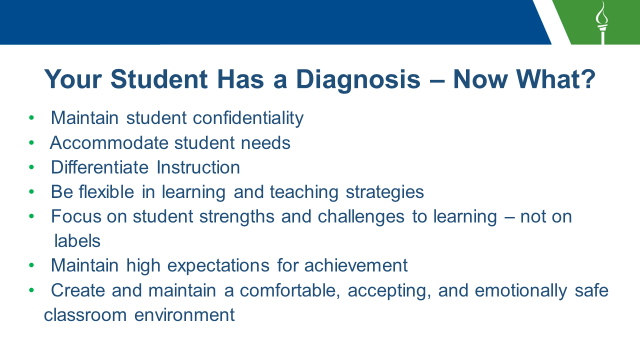 Your Student Has a Diagnosis – Now What?
• Maintain student confidentiality
• Accommodate student needs
• Differentiate Instruction
• Be flexible in learning and teaching strategies
• Focus on student strengths and challenges to learning – not on
labels
• Maintain high expectations for achievement
• Create and maintain a comfortable, accepting, and emotionally safe
classroom environment